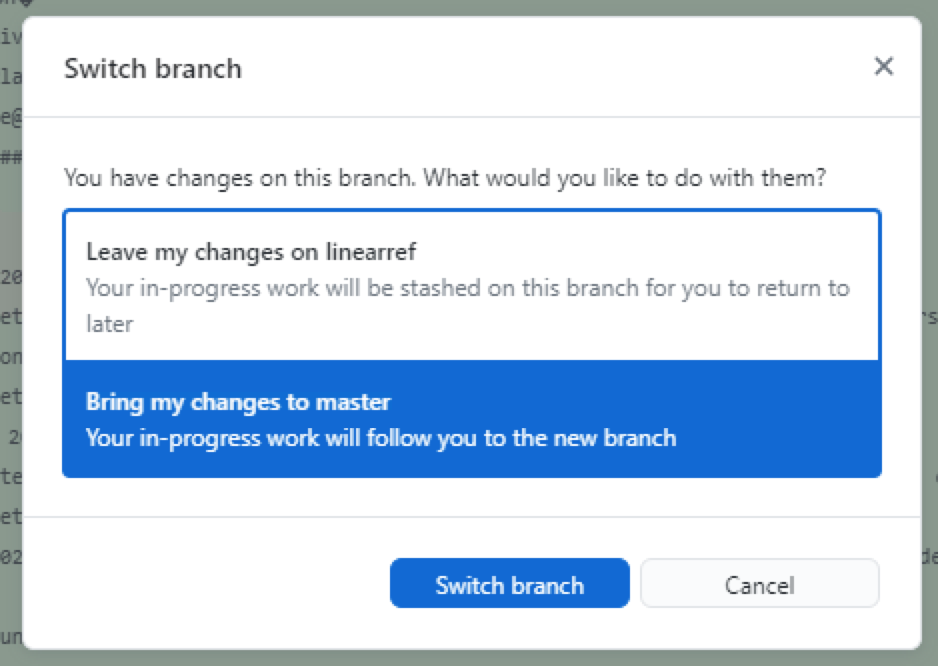 Switch branch
You have changes on this branch. What would you like to do with them?
Leave my changes on linearref
Your in-progress work will be stashed on this branch for you to return to
later
Bring my changes to master
Your in-progress work will follow you to the new branch
Switch branch
Cancel